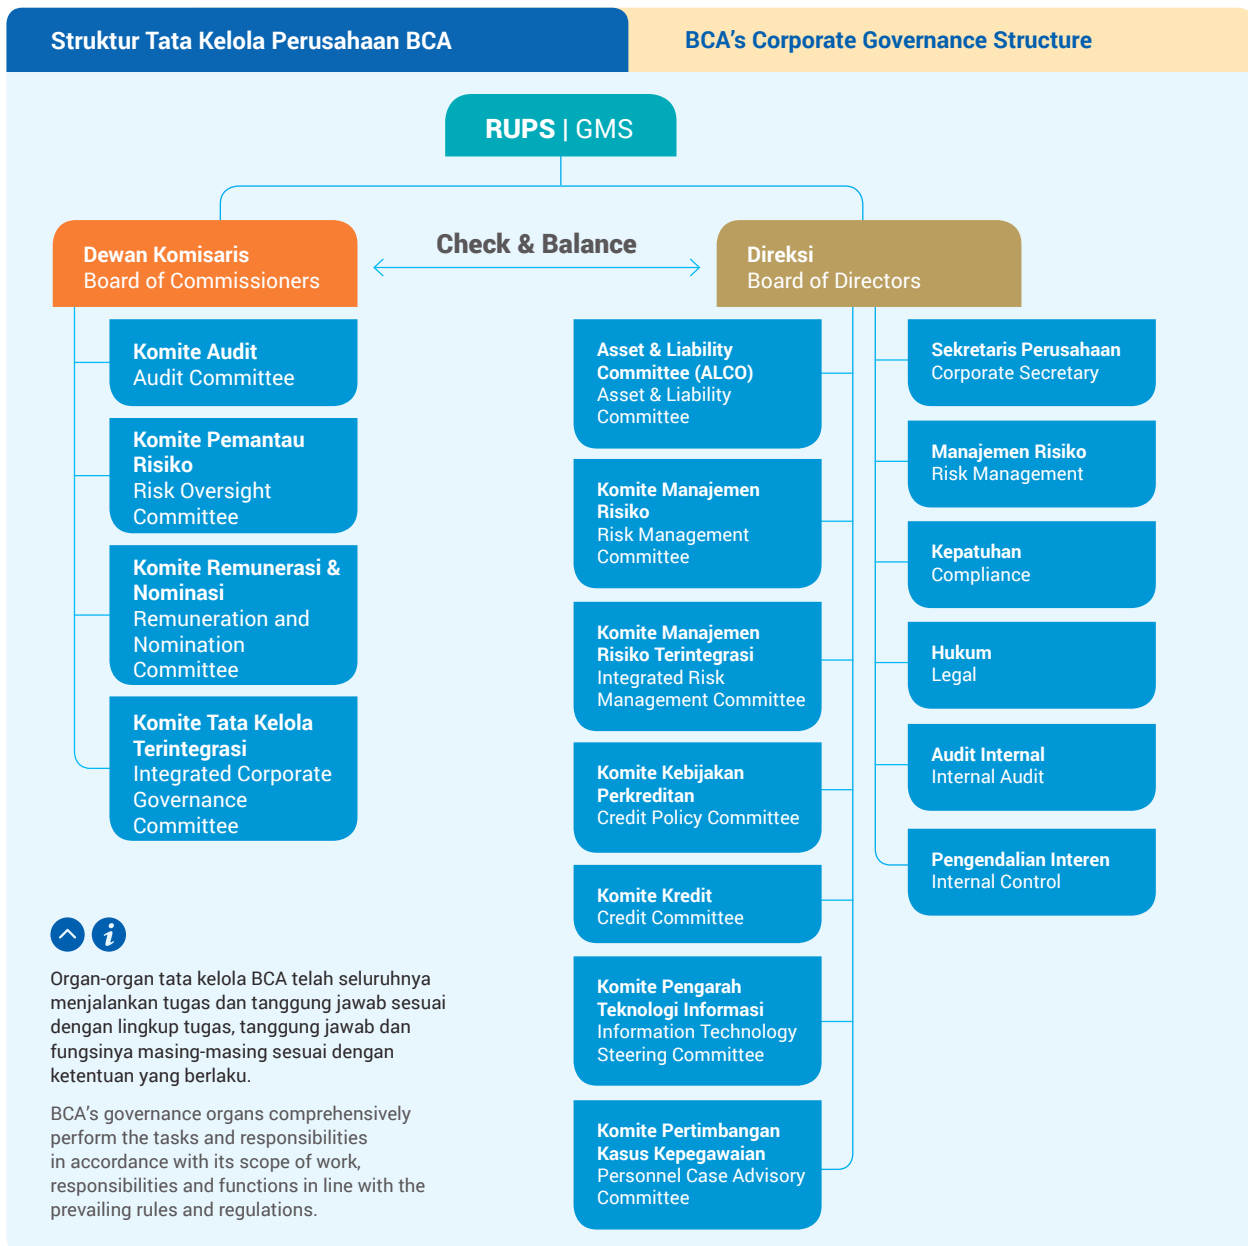 Struktur Tata Kelola Perusahaan BCA
BCA’s Corporate Governance Structure
RUPS | GMS
Dewan Komisaris
Board of Commissioners
Check & Balance
Direksi
Board of Directors
Komite Audit
Audit Committee
Komite Pemantau
Risiko
Risk Oversight
Committee
Komite Remunerasi &
Nominasi
Remuneration and
Nomination
Committee
Komite Tata Kelola
Terintegrasi
Integrated Corporate
Governance
Committee
Asset & Liability
Committee (ALCO)
Asset & Liability
Committee
Komite Manajemen
Risiko
Risk Management
Committee
Komite Manajemen
Risiko Terintegrasi
Integrated Risk
Management Committee
Komite Kebijakan
Perkreditan
Credit Policy Committee
Komite Kredit
Credit Committee
Komite Pengarah
Teknologi Informasi
Information Technology
Steering Committee
Komite Pertimbangan
Kasus Kepegawaian
Personnel Case Advisory
Committee
Sekretaris Perusahaan
Corporate Secretary
Manajemen Risiko
Risk Management
Kepatuhan
Compliance
Hukum
Legal
Audit Internal
Internal Audit
Pengendalian Interen
Internal Control
i
Organ-organ tata kelola BCA telah seluruhnya
menjalankan tugas dan tanggung jawab sesuai
dengan lingkup tugas, tanggung jawab dan
fungsinya masing-masing sesuai dengan
ketentuan yang berlaku.
BCA’s governance organs comprehensively
perform the tasks and responsibilities
in accordance with its scope of work,
responsibilities and functions in line with the
prevailing rules and regulations.